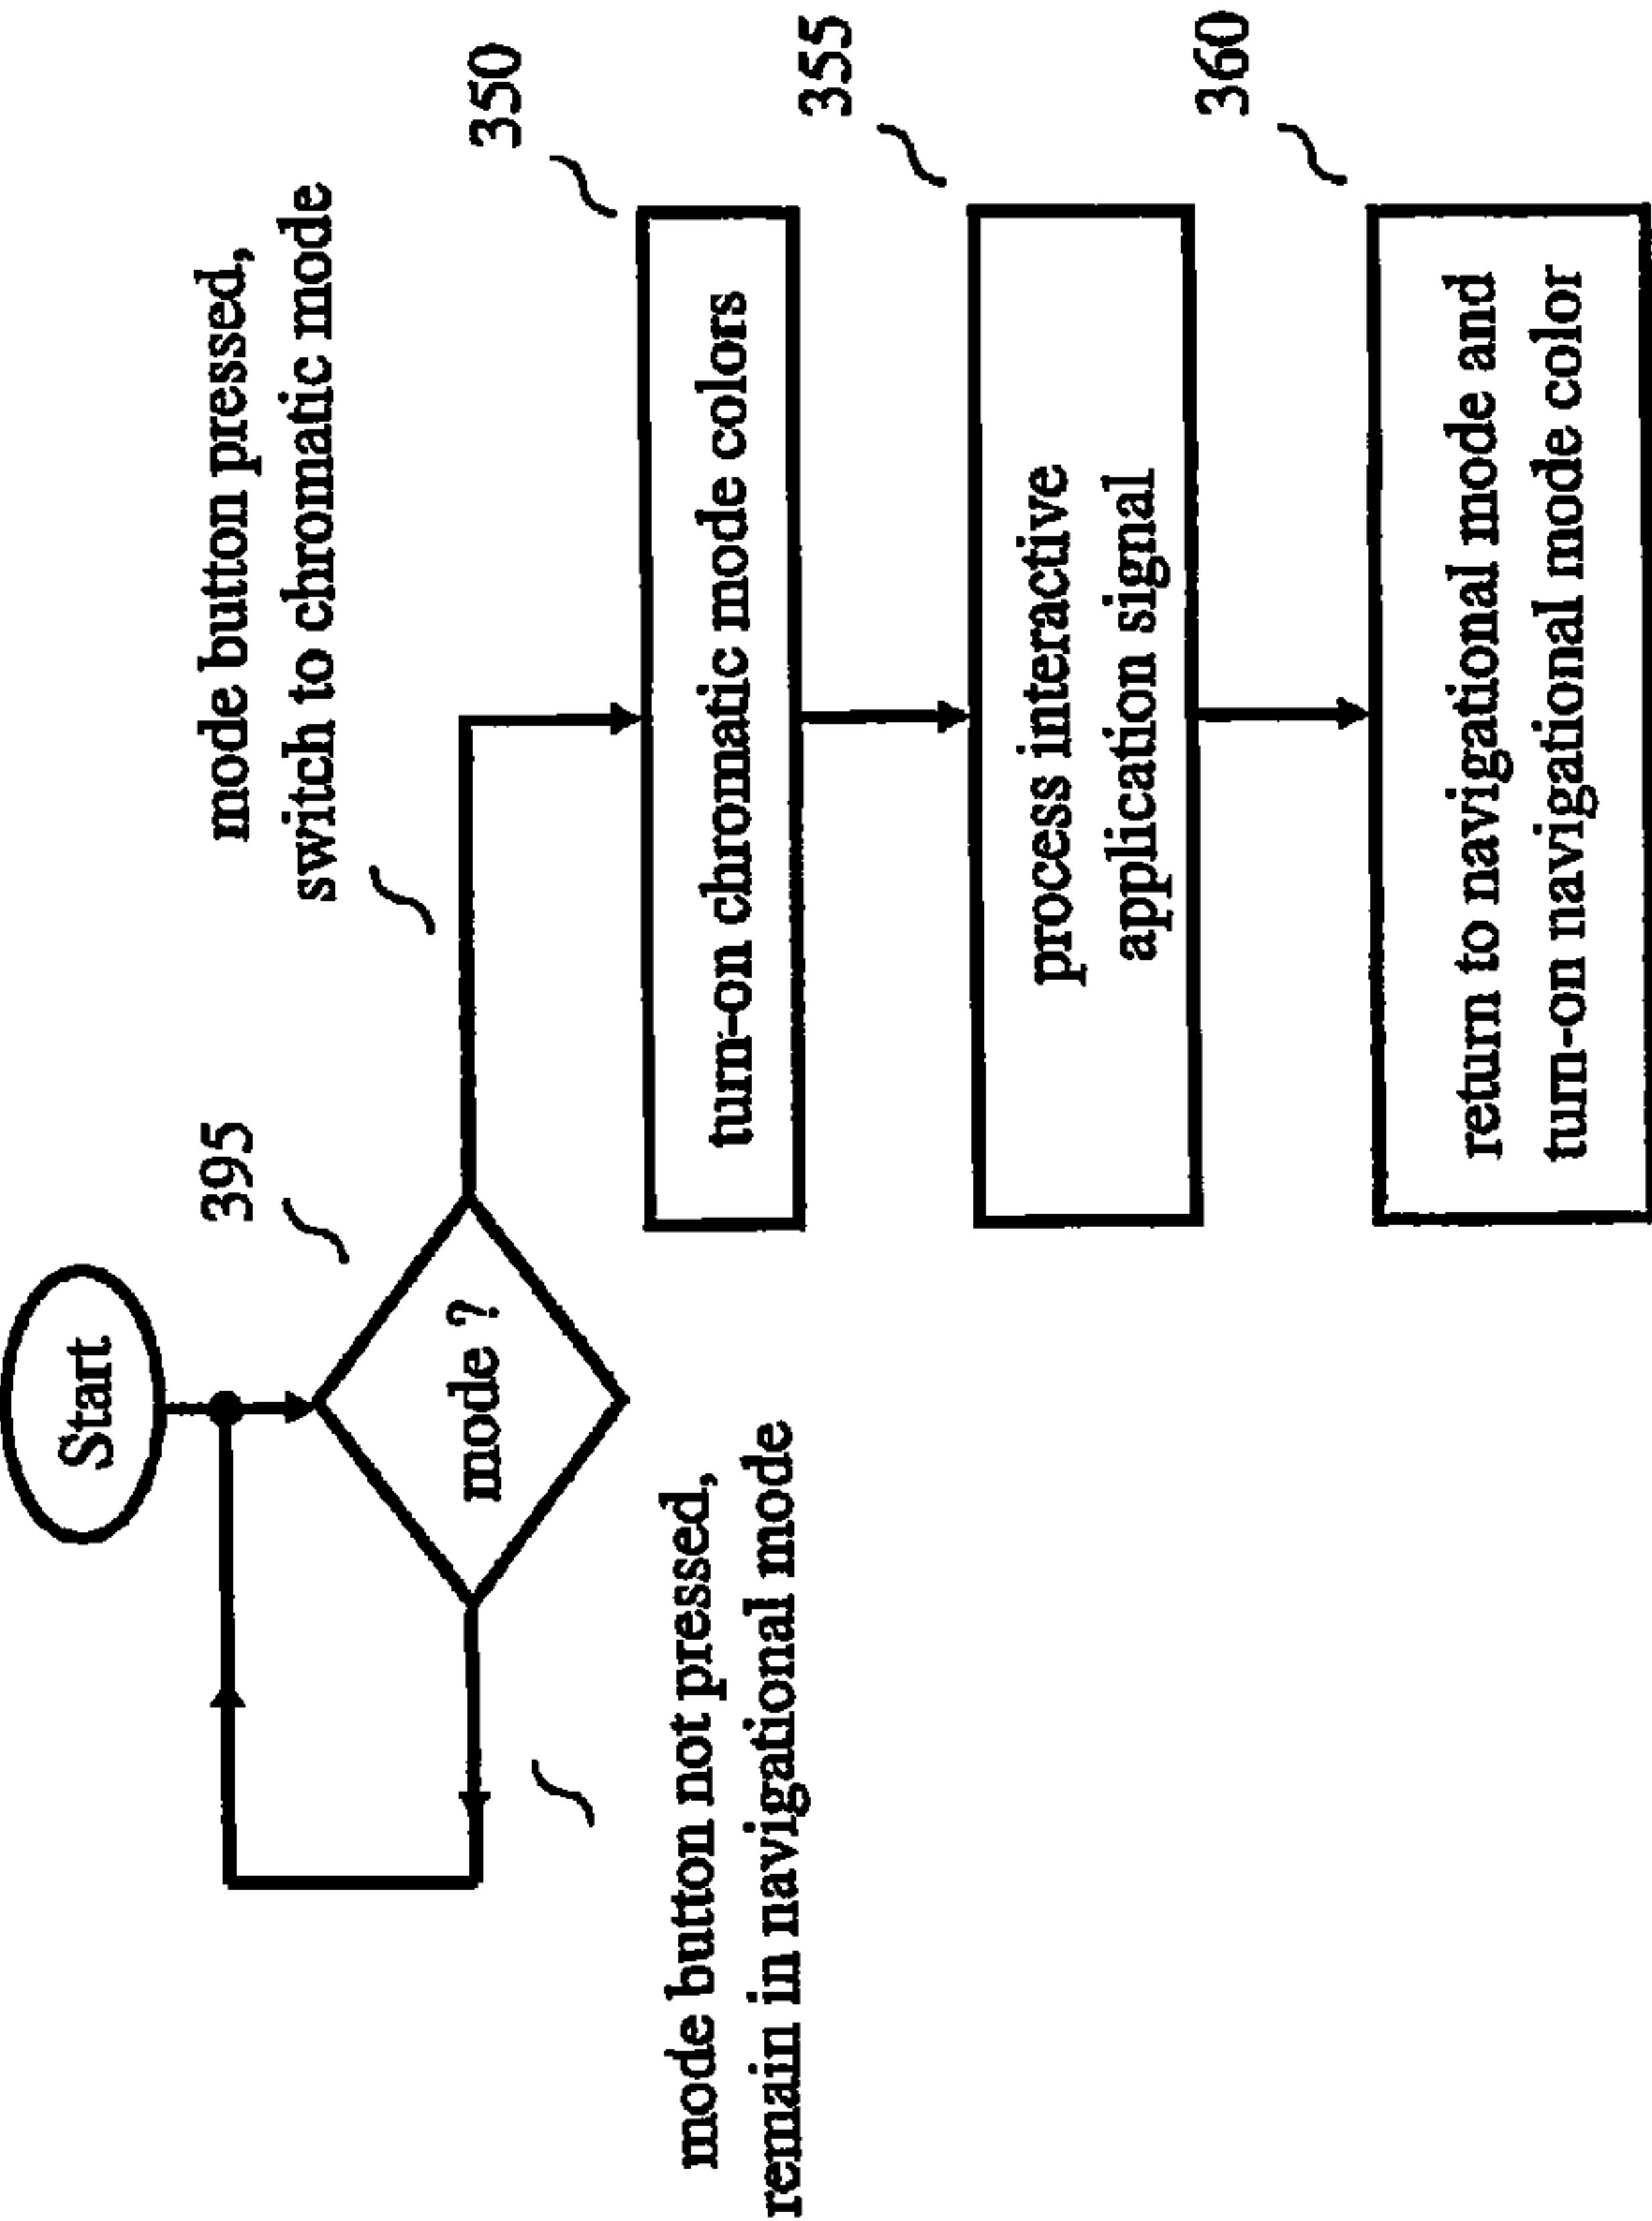 Start
395
mode ?
mode button pressed,
switch to chromatic mode
mode button not pressed,
remain in navigational mode
350
turn-on chromatic mode colors
355
process interactive
application signal
360
return to navigational mode and
turn-on navigational mode color